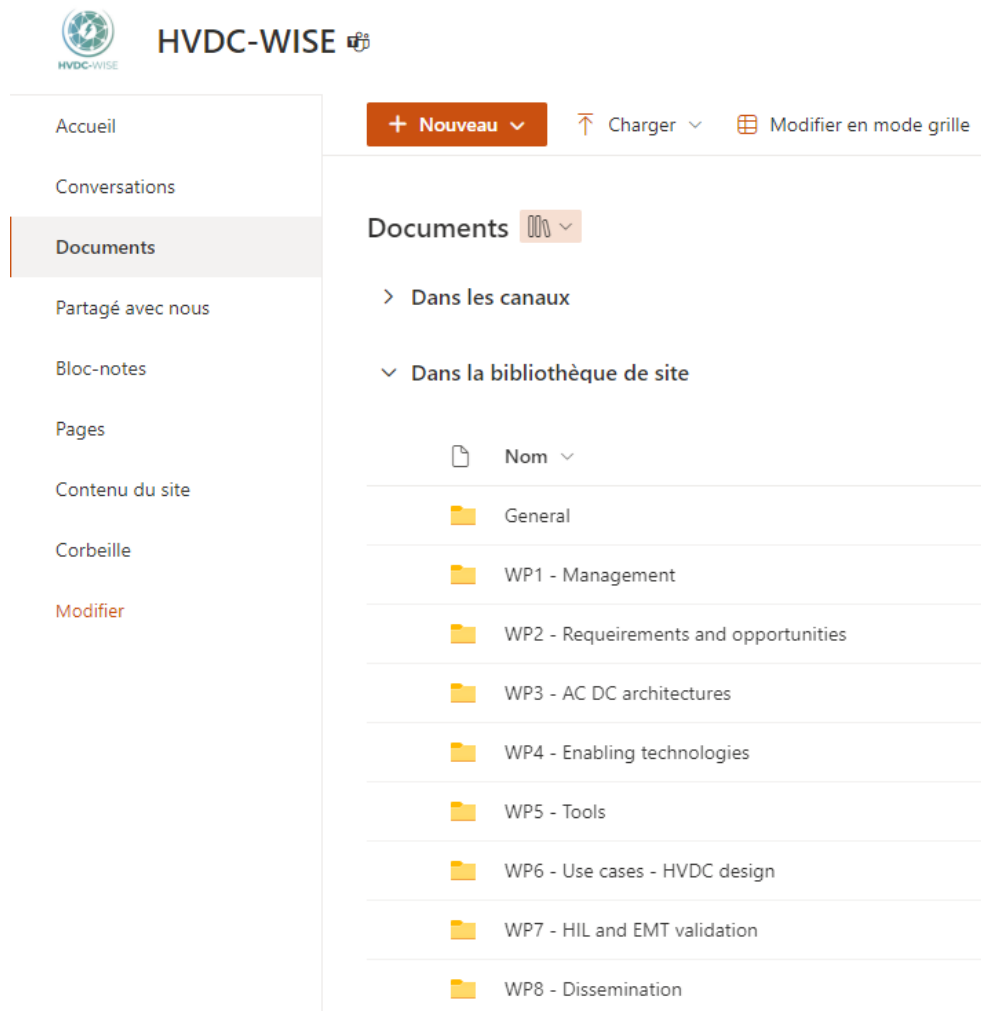 HVDC-WISE
HVDC-WISE
Accueil
Conversations
Documents
Partagé avec nous
Bloc-notes
Pages
Contenu du site
Corbeille
Modifier
+ Nouveau
Charger
Modifier en mode grille
Documents
Dans les canaux
Dans la bibliothèque de site
Nom
General
WP1 - Management
WP2 - Requeirements and opportunities
WP3 - AC DC architectures
WP4 - Enabling technologies
WP5 - Tools
WP6 - Use cases - HVDC design
WP7 - HIL and EMT validation
WP8 - Dissemination